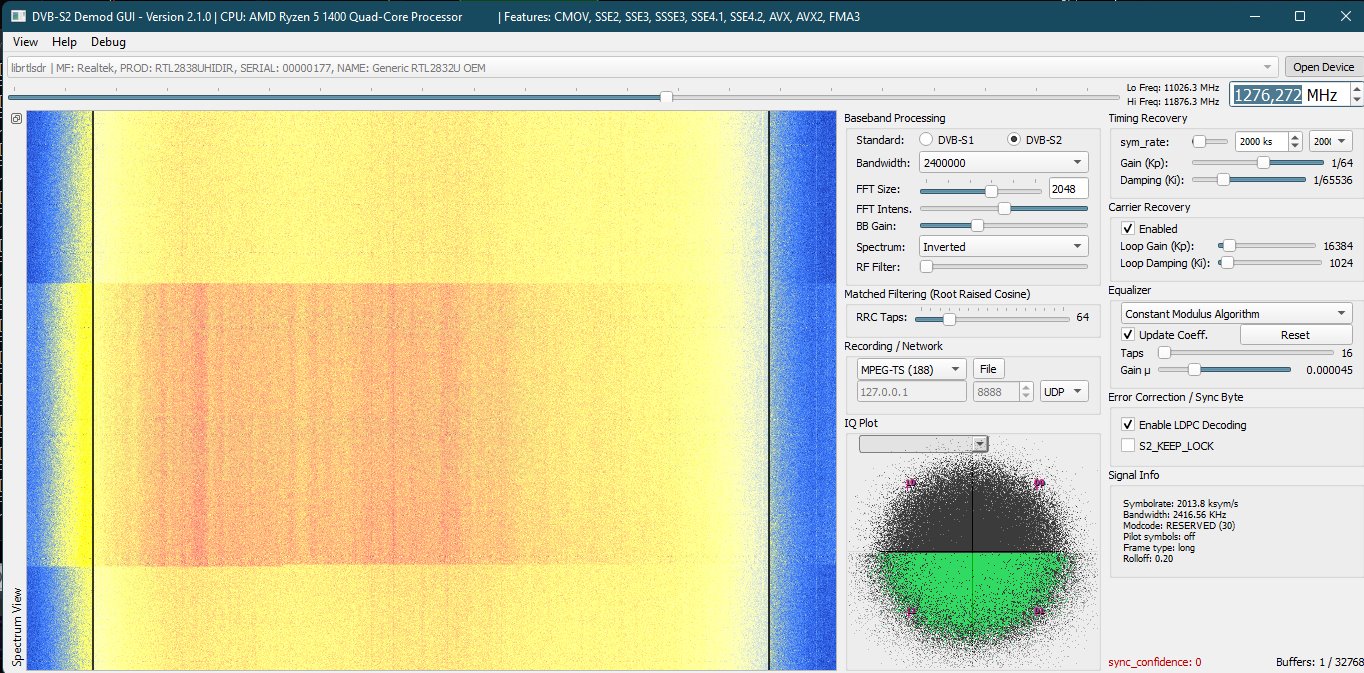 DVB-S2 Demod GUI - Version 2.1.0 | CPU: AMD Ryzen 5 1400 Quad-Core Processor | Features: CMOV, SSE2, SSE3, SSSE3, SSE4.1, SSE4.2, AVX, AVX2, FMA3
View Help Debug
librtlsdr | MF: Realtek, PROD: RTL2838UHIDIR, SERIAL: 00000177, NAME: Generic RTL2832U OEM
Open Device
Lo Freq: 11026.3 MHz
Hi Freq: 11876.3 MHz
1276,272 MHz
Spectrum View
Baseband Processing
Standard: DVB-S1 DVB-S2
Bandwidth: 2400000
FFT Size: 2048
FFT Intens.
BB Gain:
Spectrum: Inverted
RF Filter:
Matched Filtering (Root Raised Cosine)
RRC Taps: 64
Recording / Network
MPEG-TS (188) File
127.0.0.1 8888 UDP
IQ Plot
Timing Recovery
sym_rate: 2000 ks 200
Gain (Kp): 1/64
Damping (Ki): 1/65536
Carrier Recovery
Enabled
Loop Gain (Kp): 16384
Loop Damping (Ki): 1024
Equalizer
Constant Modulus Algorithm
Update Coeff. Reset
Taps 16
Gain µ 0.000045
Error Correction / Sync Byte
Enable LDPC Decoding
S2_KEEP_LOCK
Signal Info
Symbolrate: 2013.8 ksym/s
Bandwidth: 2416.56 KHz
Modcode: RESERVED (30)
Pilot symbols: off
Frame type: long
Rolloff: 0.20
sync_confidence: 0
Buffers: 1 / 32768